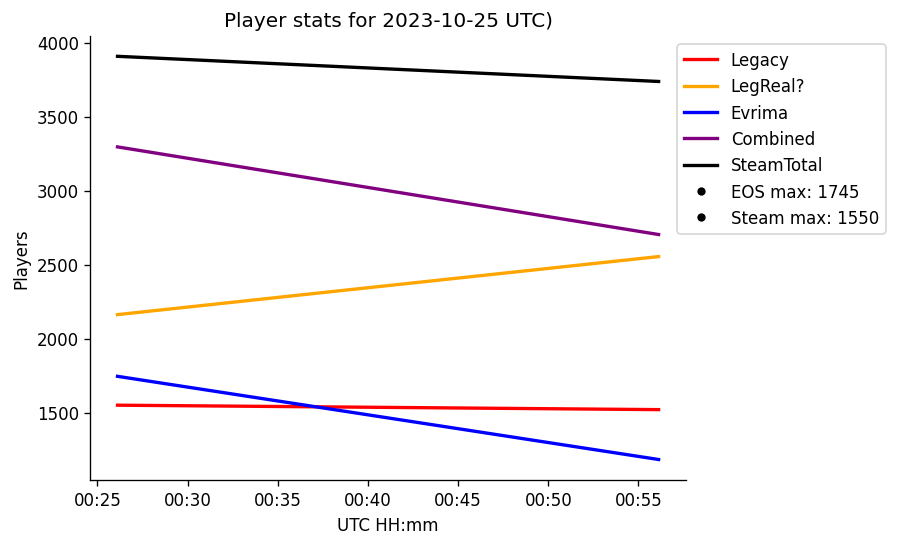 Player stats for 2023-10-25 UTC)
4000
3500
3000
2500
2000
1500
Players
00:25 00:30 00:35 00:40 00:45 00:50 00:55
UTC HH:mm
Legacy
LegReal?
Evrima
Combined
SteamTotal
EOS max: 1745
Steam max: 1550